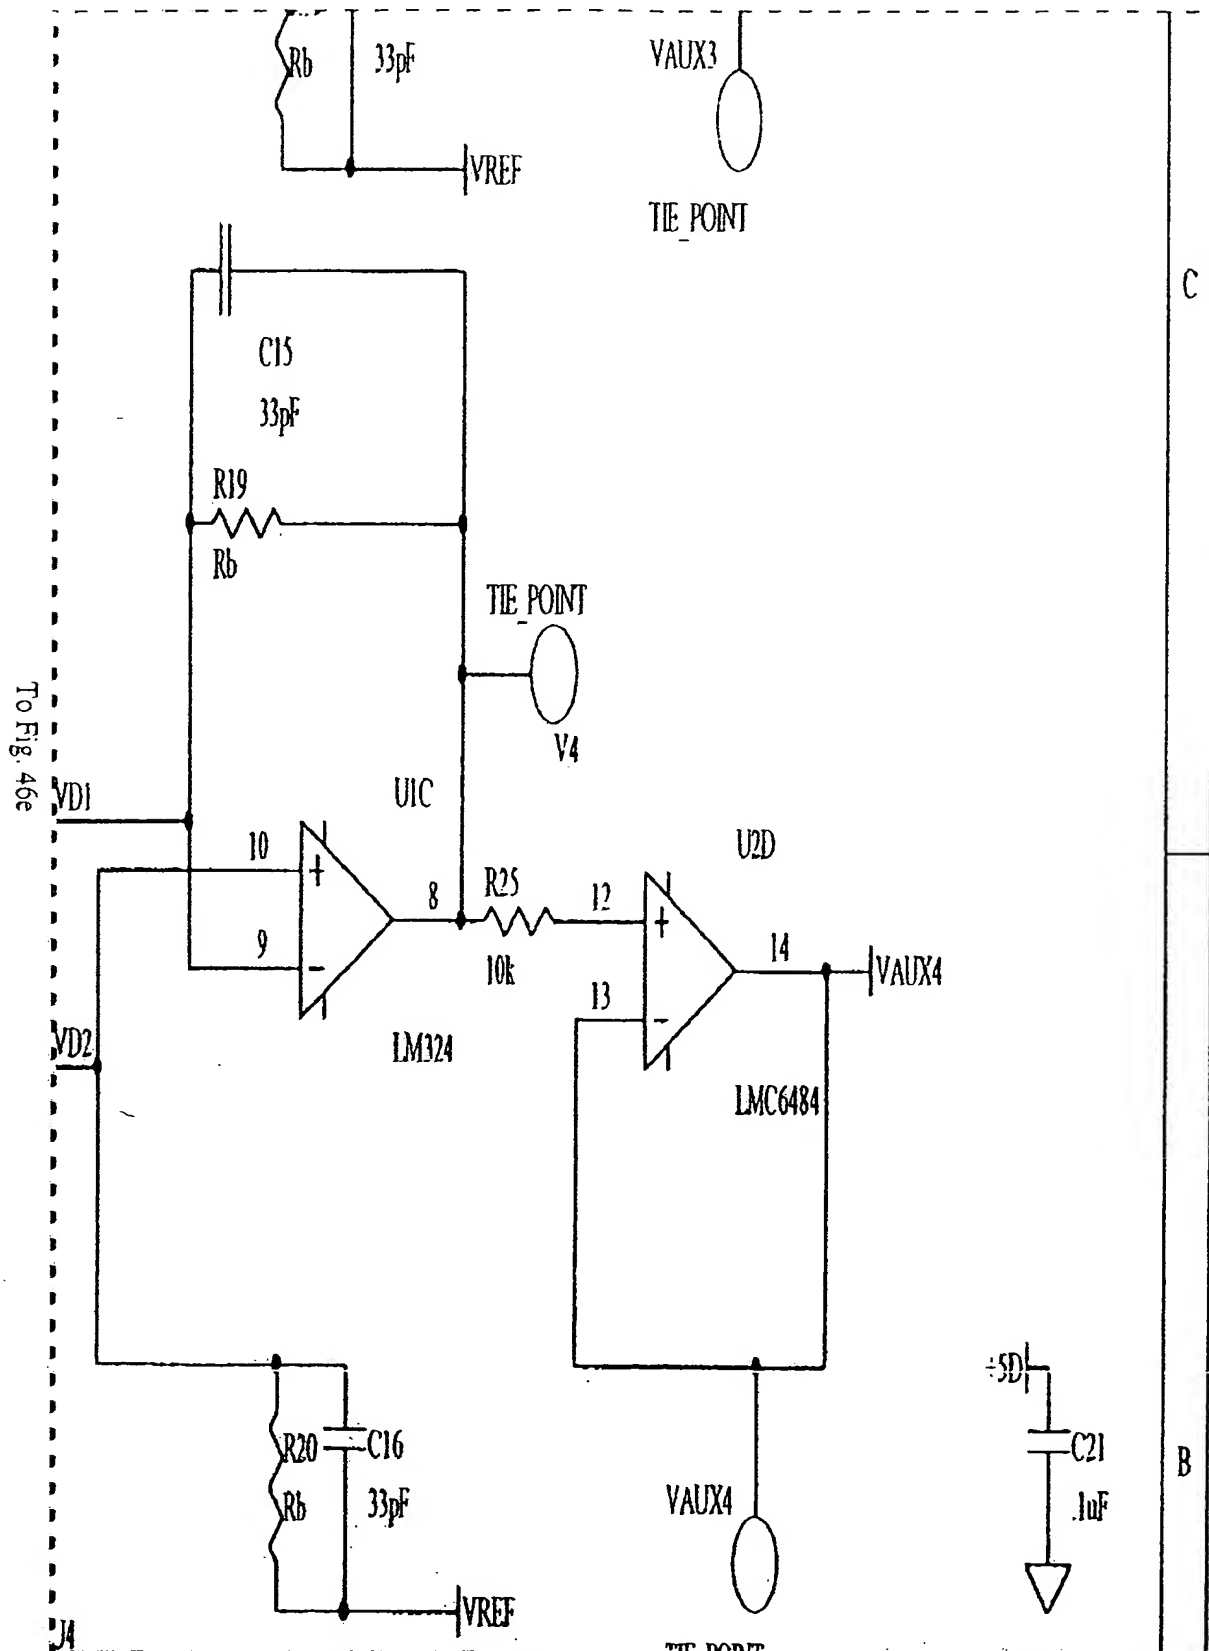 Rb
33pF
VAUX3
VREF
TIE_POINT
C
C15
33pF
R19
Rb
TIE_POINT
V4
To Fig. 46e
VD1
U1C
10
+
8
9
-
LM324
R25
10k
U2D
12
+
14
13
-
VAUX4
LMC6484
VD2
R20
Rb
C16
33pF
VREF
VAUX4
+5D
C21
.1uF
B
J4
TIE_POINT